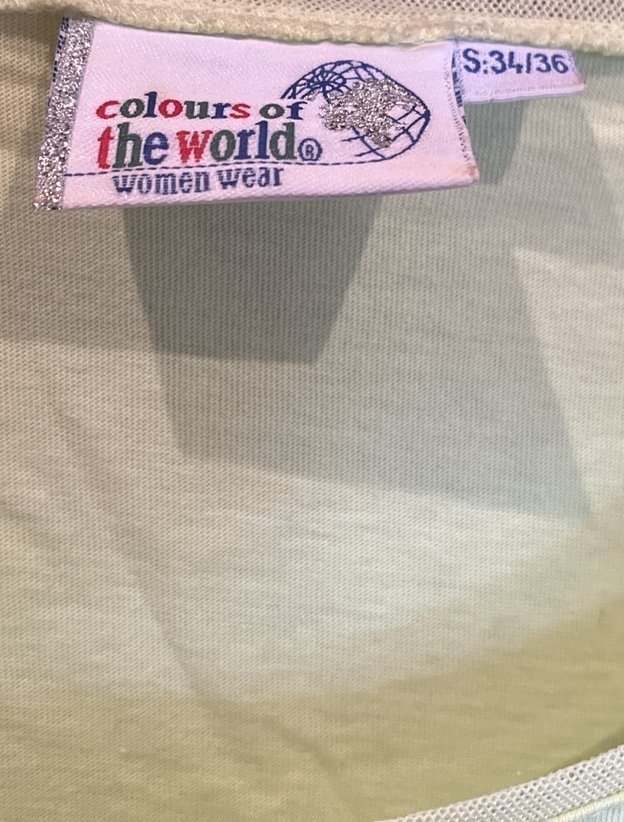 colours of
the world®
women wear
S:34/36